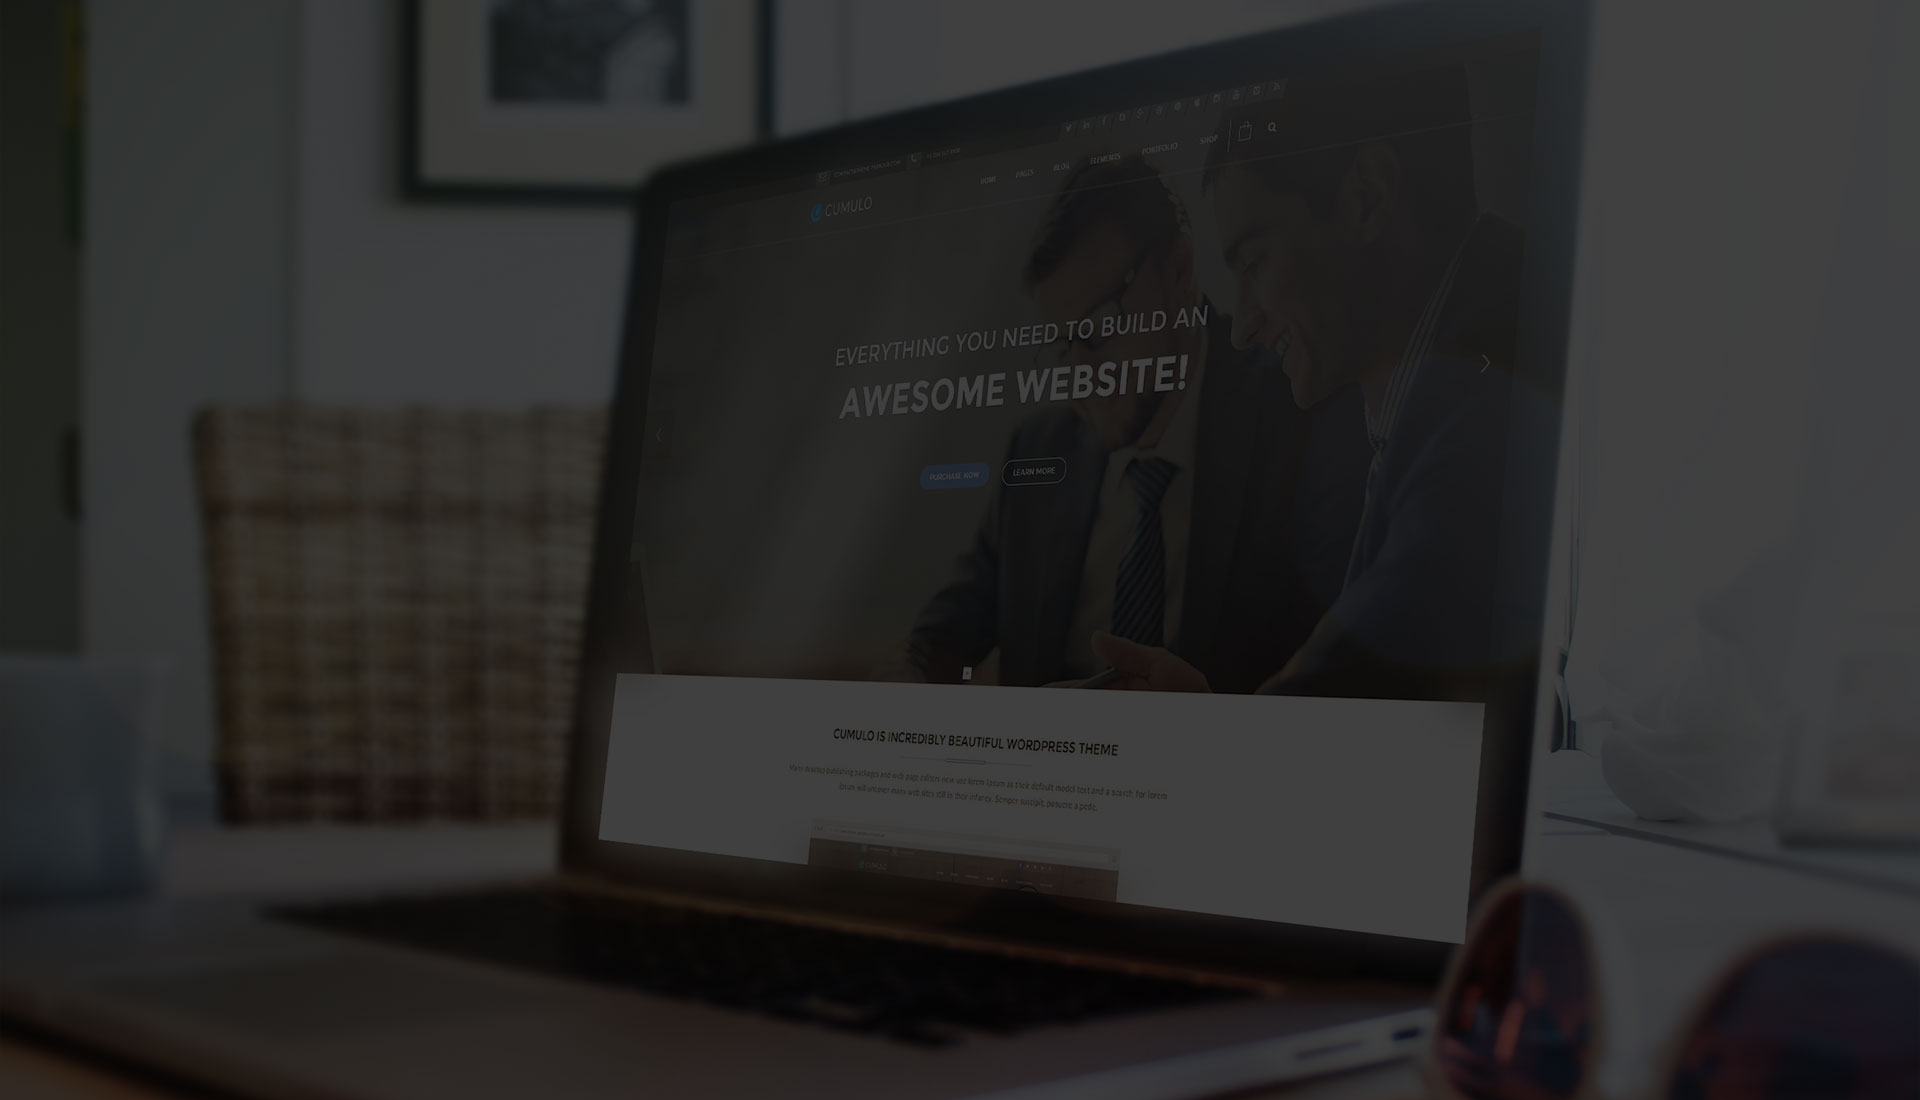 HOME PAGES BLOG ELEMENTS PORTFOLIO SHOP
CUMULO
EVERYTHING YOU NEED TO BUILD AN
AWESOME WEBSITE!
PURCHASE NOW LEARN MORE
CUMULO IS INCREDIBLY BEAUTIFUL WORDPRESS THEME
Many desktop publishing packages and web page editors now use lorem Ipsum as their default model text and a search for lorem
ipsum will uncover many web sites still in their infancy. Semper suscipit, posuere a pede.
CUMULO